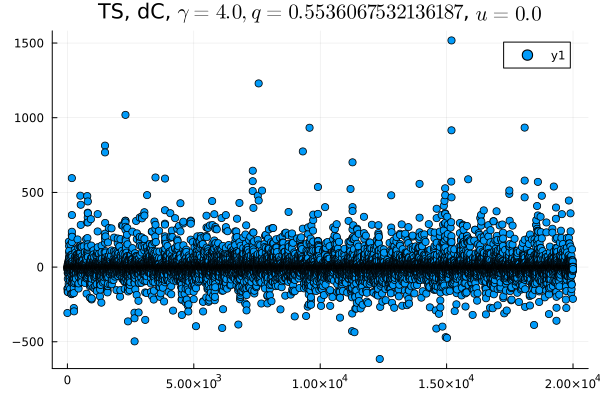 TS, dC, γ = 4.0, q = 0.5536067532136187, u = 0.0
y1
1500
1000
500
0
−500
0 5.00×10³ 1.00×10⁴ 1.50×10⁴ 2.00×10⁴